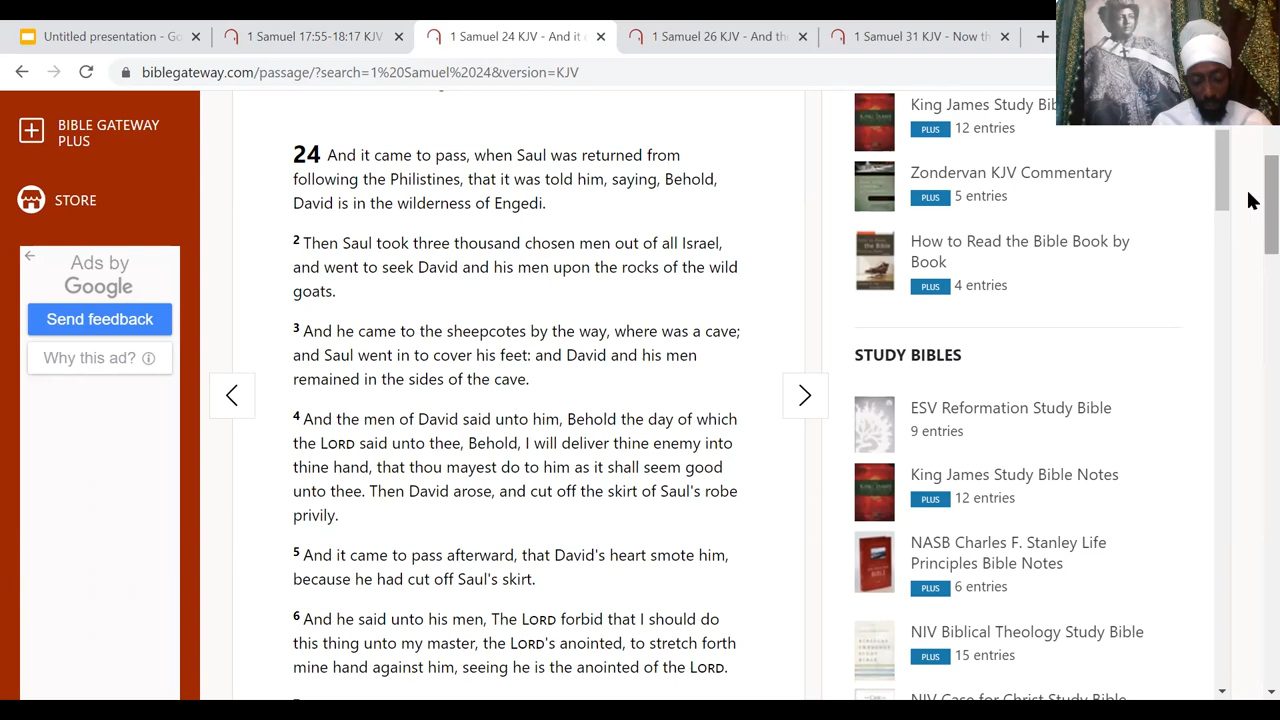 Untitled presentation - Go
1 Samuel 17:55-18:17 KJV
1 Samuel 24 KJV - And it c
1 Samuel 26 KJV - And the
1 Samuel 31 KJV - Now th
biblegateway.com/passage/?search=1%20Samuel%2024&version=KJV
BIBLE GATEWAY
PLUS
STORE
Ads by
Google
Send feedback
Why this ad?
24 And it came to pass, when Saul was returned from
following the Philistines, that it was told him, saying, Behold,
David is in the wilderness of Engedi.
2 Then Saul took three thousand chosen men out of all Israel,
and went to seek David and his men upon the rocks of the wild
goats.
3 And he came to the sheepcotes by the way, where was a cave;
and Saul went in to cover his feet: and David and his men
remained in the sides of the cave.
4 And the men of David said unto him, Behold the day of which
the LORD said unto thee, Behold, I will deliver thine enemy into
thine hand, that thou mayest do to him as it shall seem good
unto thee. Then David arose, and cut off the skirt of Saul's robe
privily.
5 And it came to pass afterward, that David's heart smote him,
because he had cut off Saul's skirt.
6 And he said unto his men, The LORD forbid that I should do
this thing unto my master, the LORD's anointed, to stretch forth
mine hand against him, seeing he is the anointed of the LORD.
King James Study Bib
PLUS 12 entries
Zondervan KJV Commentary
PLUS 5 entries
How to Read the Bible Book by
Book
PLUS 4 entries
STUDY BIBLES
ESV Reformation Study Bible
9 entries
King James Study Bible Notes
PLUS 12 entries
NASB Charles F. Stanley Life
Principles Bible Notes
PLUS 6 entries
NIV Biblical Theology Study Bible
PLUS 15 entries
NIV Case for Christ Study Bible